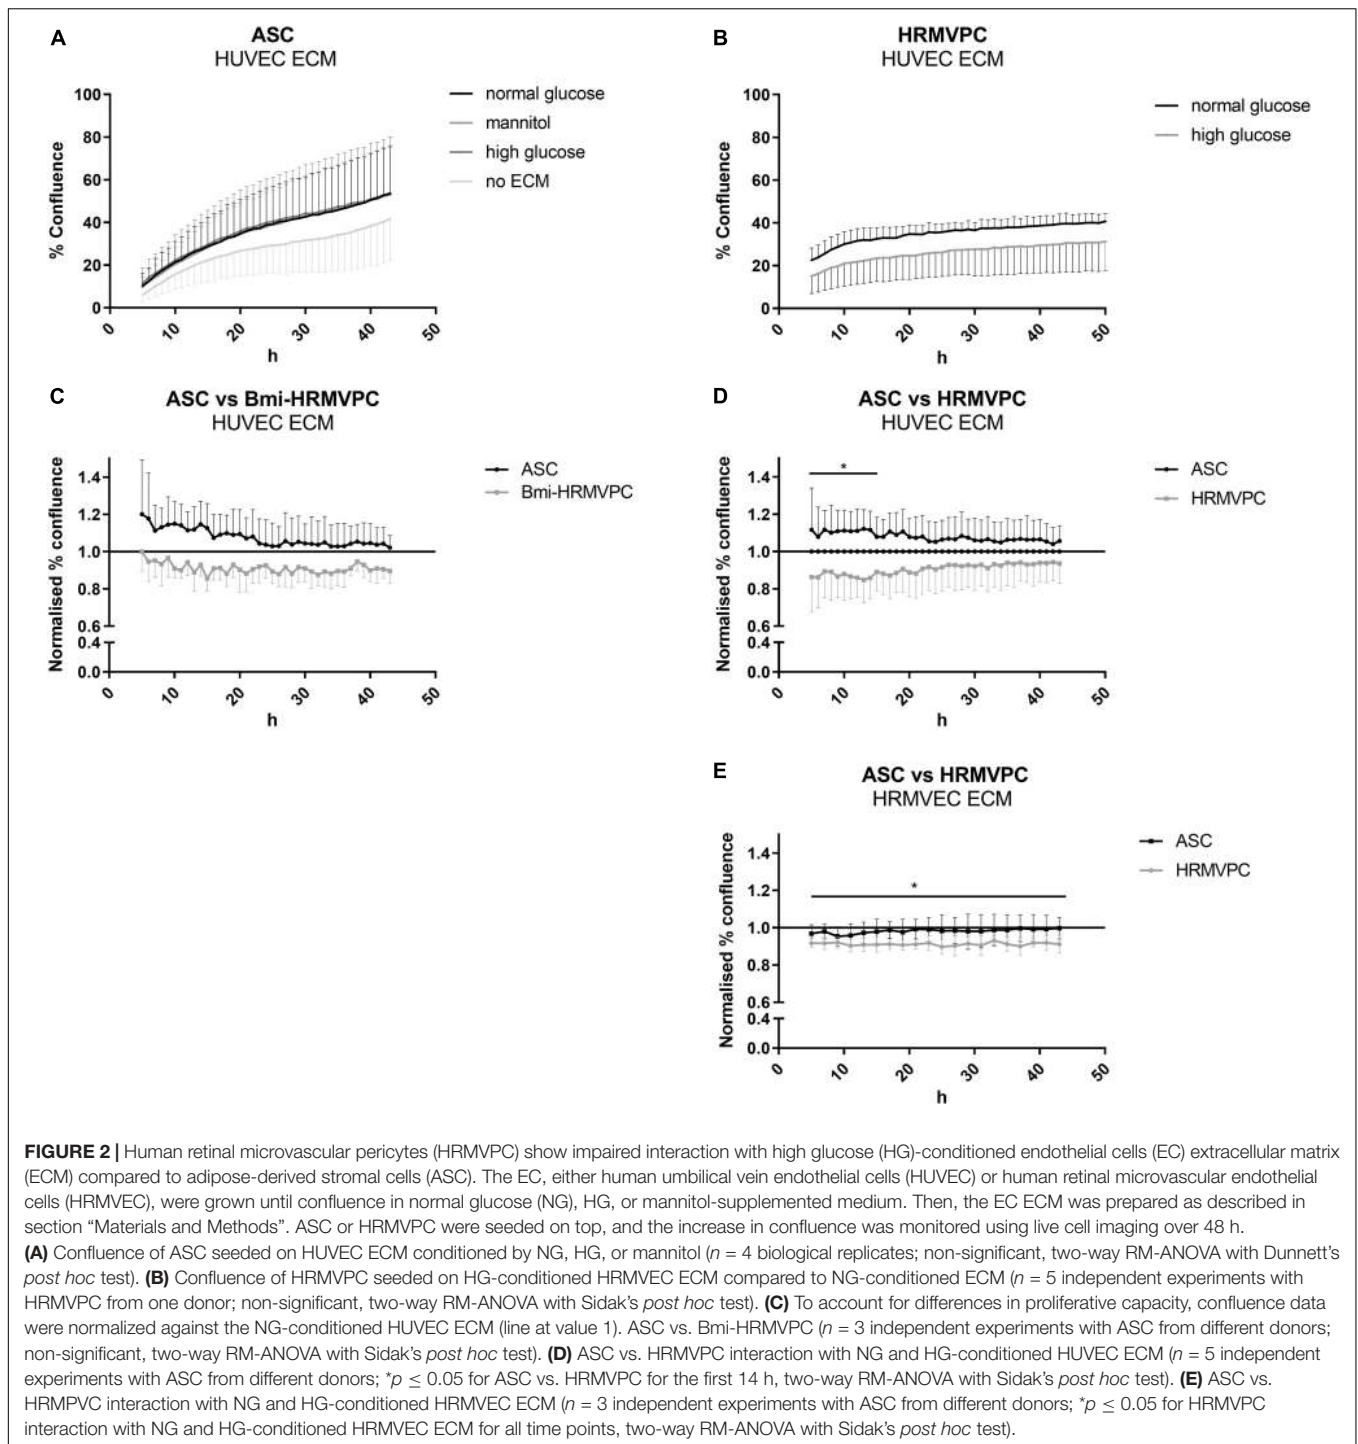 A
ASC
HUVEC ECM
% Confluence
100
80
60
40
20
0
0
10
20
30
40
50
h
normal glucose
mannitol
high glucose
no ECM
B
HRMVPC
HUVEC ECM
% Confluence
100
80
60
40
20
0
0
10
20
30
40
50
h
normal glucose
high glucose
C
ASC vs Bmi-HRMVPC
HUVEC ECM
Normalised % confluence
1.4
1.2
1.0
0.8
0.6
0.4
0.0
0
10
20
30
40
50
h
ASC
Bmi-HRMVPC
D
ASC vs HRMVPC
HUVEC ECM
Normalised % confluence
1.4
1.2
1.0
0.8
0.6
0.4
0.0
*
0
10
20
30
40
50
h
ASC
HRMVPC
E
ASC vs HRMVPC
HRMVEC ECM
Normalised % confluence
1.4
1.2
1.0
0.8
0.6
0.4
0.0
*
0
10
20
30
40
50
h
ASC
HRMVPC
FIGURE 2 | Human retinal microvascular pericytes (HRMVPC) show impaired interaction with high glucose (HG)-conditioned endothelial cells (EC) extracellular matrix
(ECM) compared to adipose-derived stromal cells (ASC). The EC, either human umbilical vein endothelial cells (HUVEC) or human retinal microvascular endothelial
cells (HRMVEC), were grown until confluence in normal glucose (NG), HG, or mannitol-supplemented medium. Then, the EC ECM was prepared as described in
section “Materials and Methods”. ASC or HRMVPC were seeded on top, and the increase in confluence was monitored using live cell imaging over 48 h.
(A) Confluence of ASC seeded on HUVEC ECM conditioned by NG, HG, or mannitol (n = 4 biological replicates; non-significant, two-way RM-ANOVA with Dunnett’s
post hoc test). (B) Confluence of HRMVPC seeded on HG-conditioned HRMVEC ECM compared to NG-conditioned ECM (n = 5 independent experiments with
HRMVPC from one donor; non-significant, two-way RM-ANOVA with Sidak’s post hoc test). (C) To account for differences in proliferative capacity, confluence data
were normalized against the NG-conditioned HUVEC ECM (line at value 1). ASC vs. Bmi-HRMVPC (n = 3 independent experiments with ASC from different donors;
non-significant, two-way RM-ANOVA with Sidak’s post hoc test). (D) ASC vs. HRMVPC interaction with NG and HG-conditioned HUVEC ECM (n = 5 independent
experiments with ASC from different donors; *p ≤ 0.05 for ASC vs. HRMVPC for the first 14 h, two-way RM-ANOVA with Sidak’s post hoc test). (E) ASC vs.
HRMPVC interaction with NG and HG-conditioned HRMVEC ECM (n = 3 independent experiments with ASC from different donors; *p ≤ 0.05 for HRMVPC
interaction with NG and HG-conditioned HRMVEC ECM for all time points, two-way RM-ANOVA with Sidak’s post hoc test).